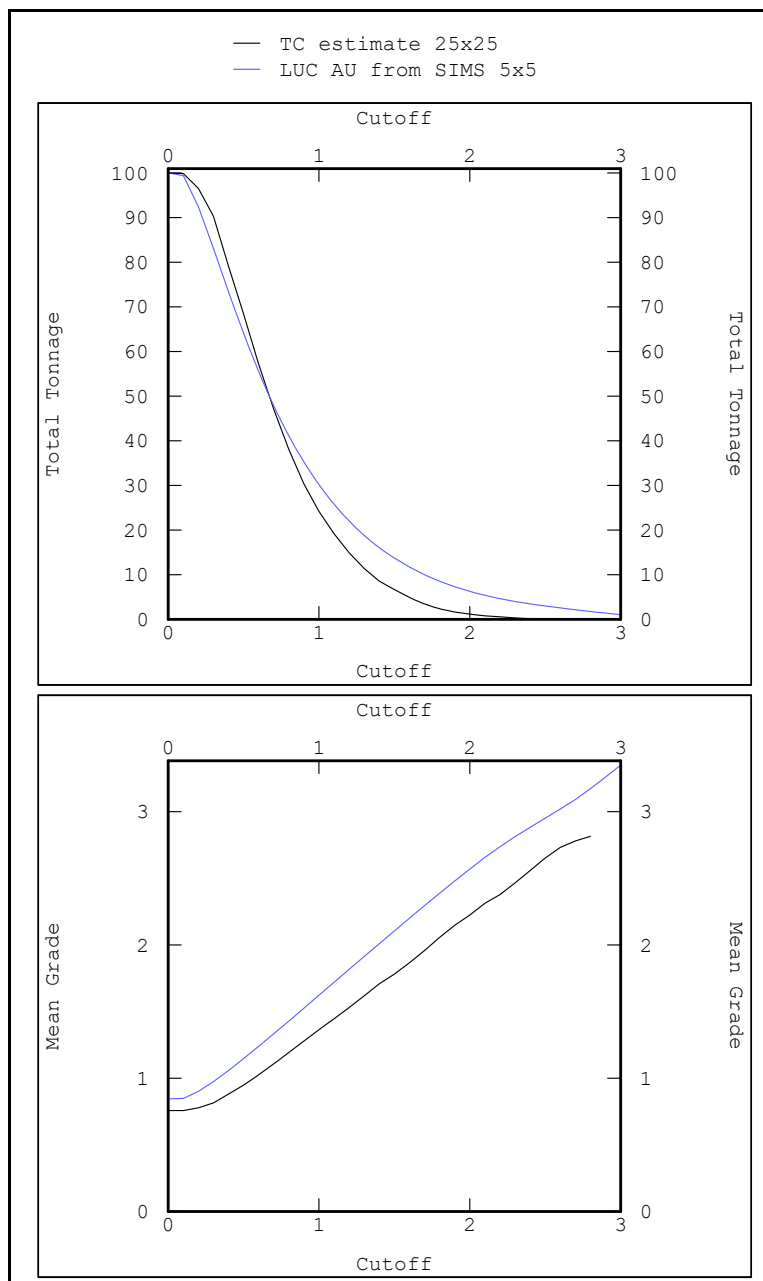 TC estimate 25x25
LUC AU from SIMS 5x5
Cutoff
0 1 2 3
100 100
90 90
80 80
70 70
60 60
50 50
40 40
30 30
20 20
10 10
0 0
Total Tonnage
Total Tonnage
0 1 2 3
Cutoff
Cutoff
0 1 2 3
3 3
2 2
1 1
0 0
Mean Grade
Mean Grade
0 1 2 3
Cutoff